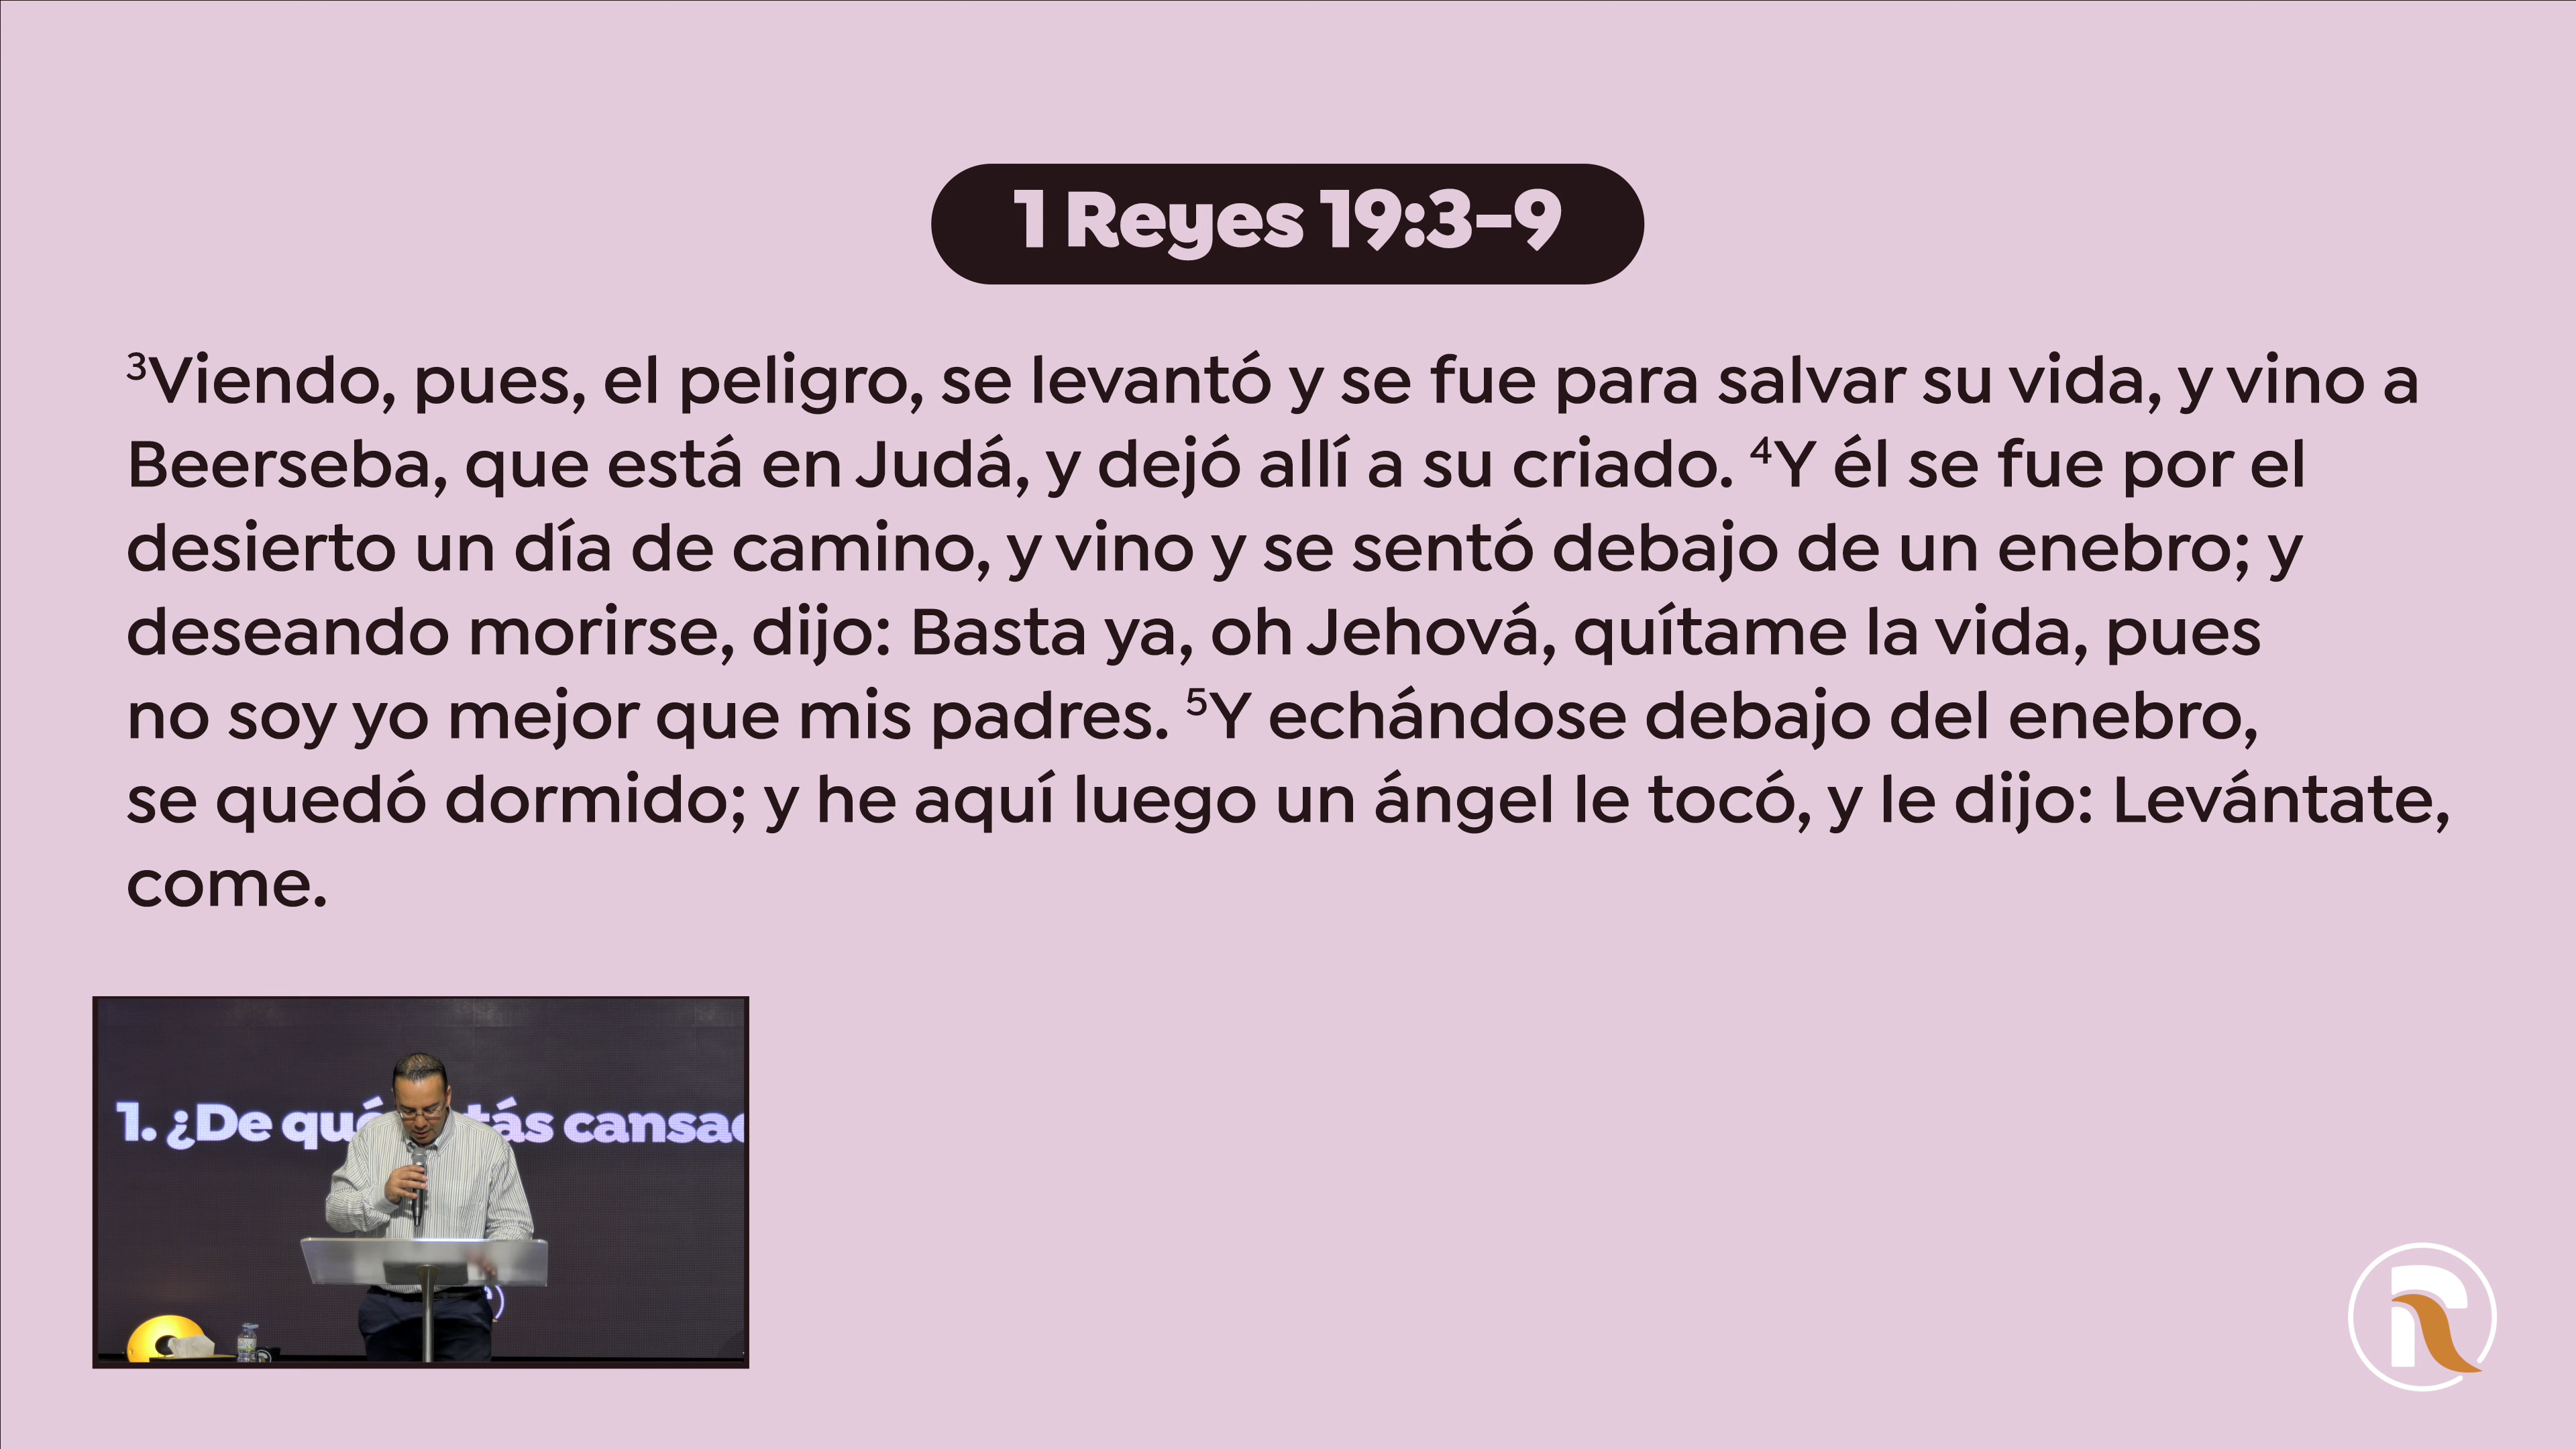 1 Reyes 19:3-9
³Viendo, pues, el peligro, se levantó y se fue para salvar su vida, y vino a
Beerseba, que está en Judá, y dejó allí a su criado. ⁴Y él se fue por el
desierto un día de camino, y vino y se sentó debajo de un enebro; y
deseando morirse, dijo: Basta ya, oh Jehová, quítame la vida, pues
no soy yo mejor que mis padres. ⁵Y echándose debajo del enebro,
se quedó dormido; y he aquí luego un ángel le tocó, y le dijo: Levántate,
come.
1. ¿De qué tás cansad
R